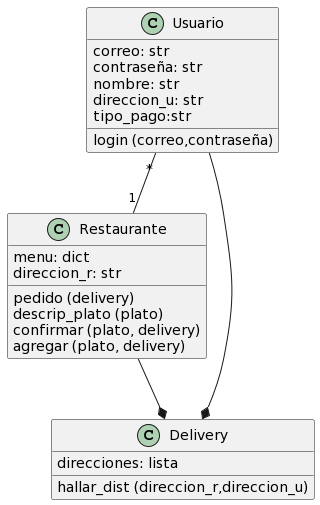 C Usuario
correo: str
contraseña: str
nombre: str
direccion_u: str
tipo_pago:str
login (correo,contraseña)
*
1
C Restaurante
menu: dict
direccion_r: str
pedido (delivery)
descrip_plato (plato)
confirmar (plato, delivery)
agregar (plato, delivery)
C Delivery
direcciones: lista
hallar_dist (direccion_r,direccion_u)